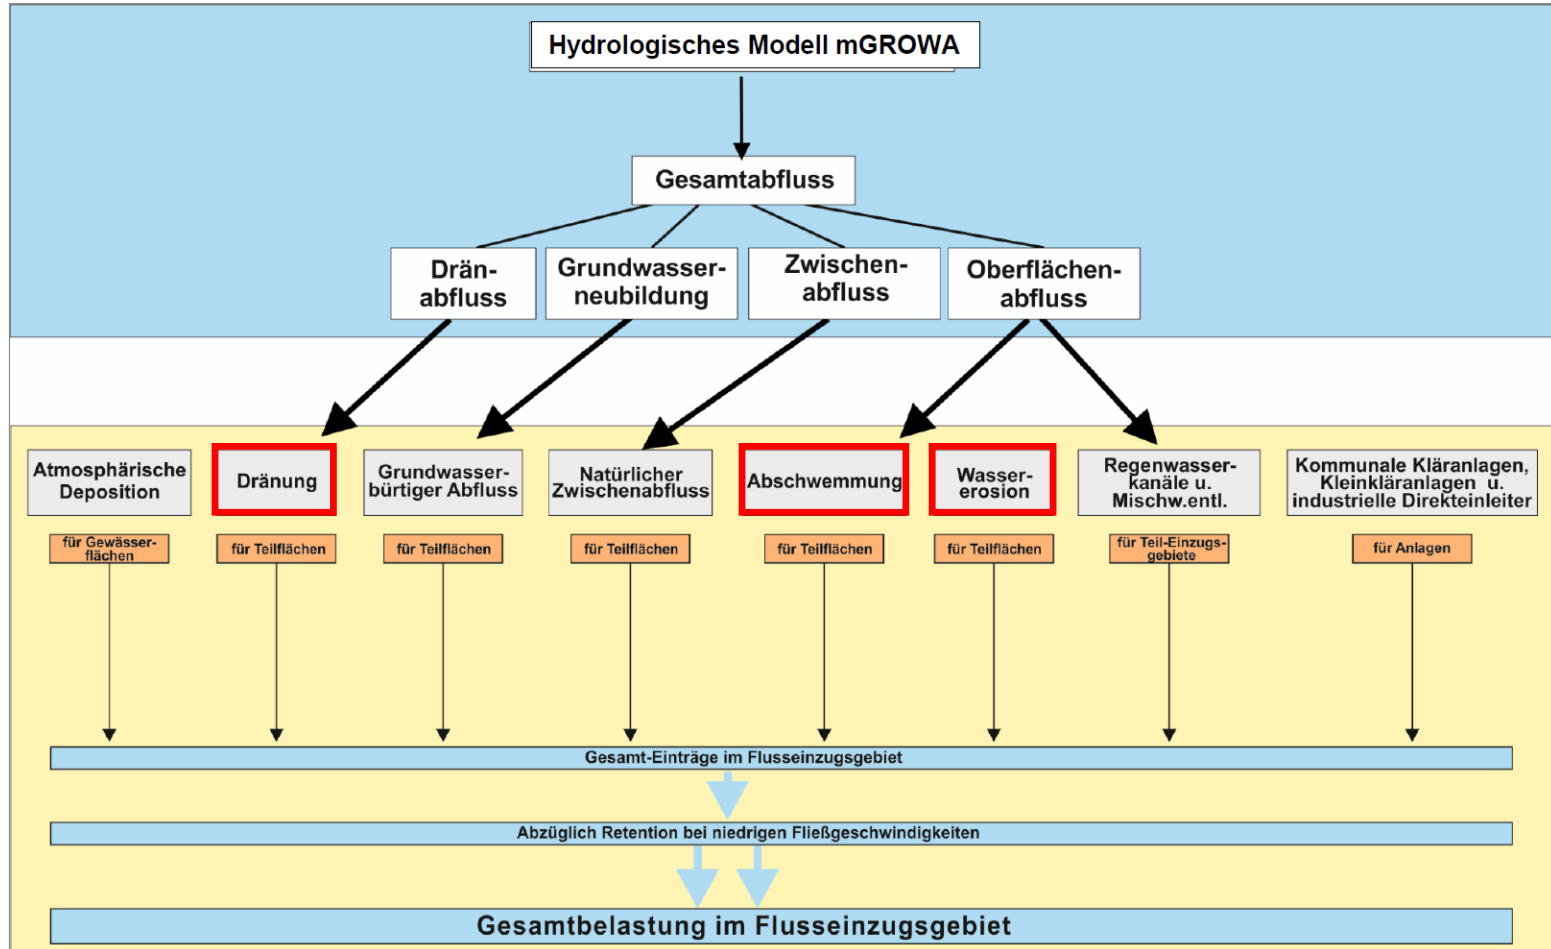 Hydrologisches Modell mGROWA
Gesamtabfluss
Drän-
abfluss
Grundwasser-
neubildung
Zwischen-
abfluss
Oberflächen-
abfluss
Atmosphärische
Deposition
Dränung
Grundwasser-
bürtiger Abfluss
Natürlicher
Zwischenabfluss
Abschwemmung
Wasser-
erosion
Regenwasser-
kanäle u.
Mischw.entl.
Kommunale Kläranlagen,
Kleinkläranlagen u.
industrielle Direkteinleiter
für Gewässer-
flächen
für Teilflächen
für Teilflächen
für Teilflächen
für Teilflächen
für Teilflächen
für Teil-Einzugs-
gebiete
für Anlagen
Gesamt-Einträge im Flusseinzugsgebiet
Abzüglich Retention bei niedrigen Fließgeschwindigkeiten
Gesamtbelastung im Flusseinzugsgebiet